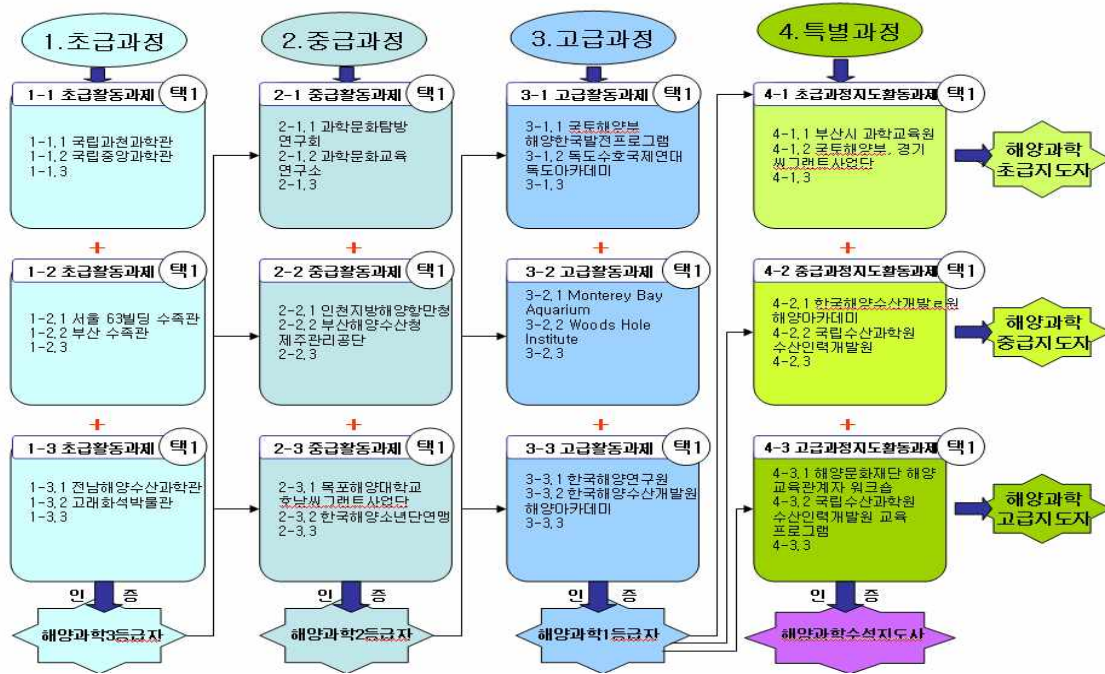 1.초급과정
1-1 초급활동과제
택1
1-1.1 국립과천과학관
1-1.2 국립중앙과학관
1-1.3
+
1-2 초급활동과제
택1
1-2.1 서울 63빌딩 수족관
1-2.2 부산 수족관
1-2.3
+
1-3 초급활동과제
택1
1-3.1 전남해양수산과학관
1-3.2 고래화석박물관
1-3.3
인 증
해양과학3등급자
2.중급과정
2-1 중급활동과제
택1
2-1.1 과학문화탐방
연구회
2-1.2 과학문화교육
연구소
2-1.3
+
2-2 중급활동과제
택1
2-2.1 인천지방해양항만청
2-2.2 부산해양수산청
제주관리공단
2-2.3
+
2-3 중급활동과제
택1
2-3.1 목포해양대학교
호남씨그랜트사업단
2-3.2 한국해양소년단연맹
2-3.3
인 증
해양과학2등급자
3.고급과정
3-1 고급활동과제
택1
3-1.1 국토해양부
해양한국발전프로그램
3-1.2 독도수호국제연대
독도아카데미
3-1.3
+
3-2 고급활동과제
택1
3-2.1 Monterey Bay
Aquarium
3-2.2 Woods Hole
Institute
3-2.3
+
3-3 고급활동과제
택1
3-3.1 한국해양연구원
3-3.2 한국해양수산개발원
해양아카데미
3-3.3
인 증
해양과학1등급자
4.특별과정
4-1 초급과정지도활동과제
택1
4-1.1 부산시 과학교육원
4-1.2 국토해양부, 경기
씨그랜트사업단
4-1.3
해양과학
초급지도자
+
4-2 중급과정지도활동과제
택1
4-2.1 한국해양수산개발ㄹ원
해양아카데미
4-2.2 국립수산과학원
수산인력개발원
4-2.3
해양과학
중급지도자
+
4-3 고급과정지도활동과제
택1
4-3.1 해양문화재단 해양
교육관계자 워크숍
4-3.2 국립수산과학원
수산인력개발원 교육
프로그램
4-3.3
해양과학
고급지도자
인 증
해양과학수석지도사